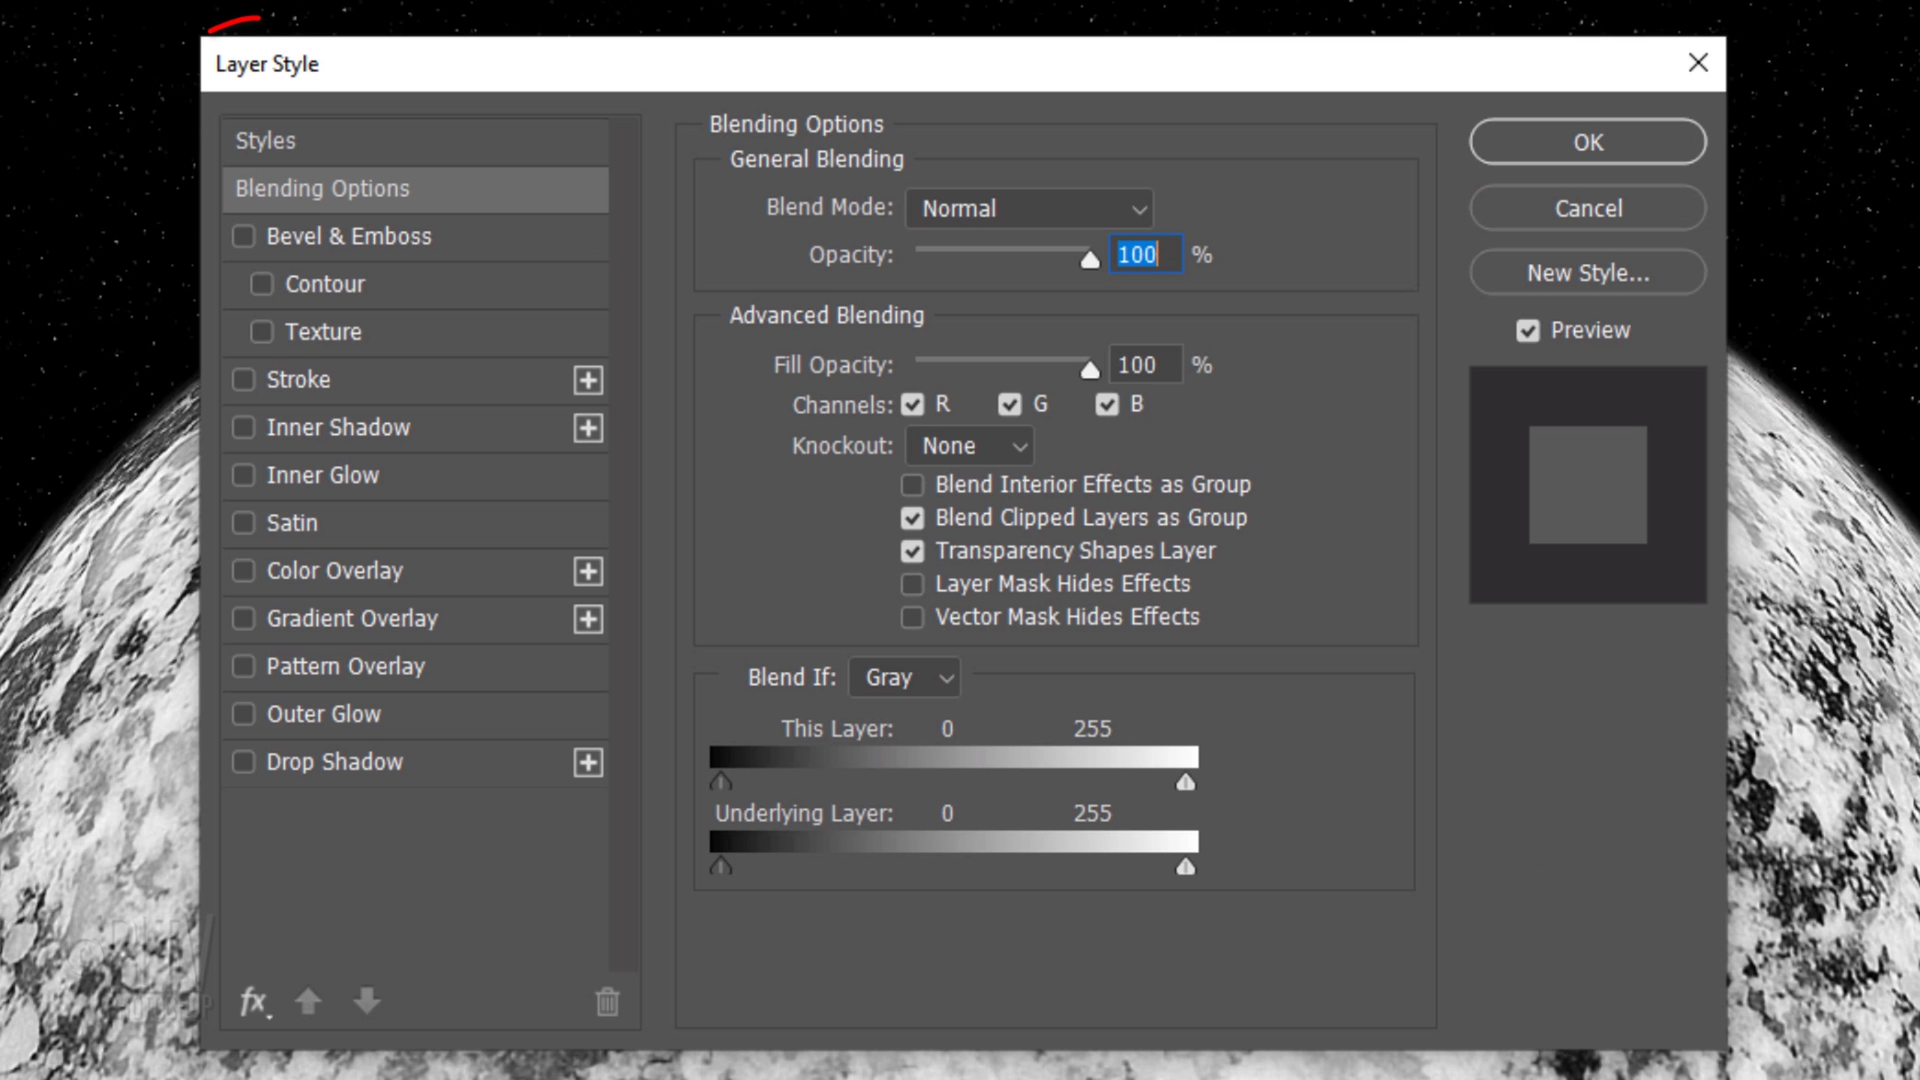 Layer Style
Styles
Blending Options
Bevel & Emboss
Contour
Texture
Stroke
Inner Shadow
Inner Glow
Satin
Color Overlay
Gradient Overlay
Pattern Overlay
Outer Glow
Drop Shadow
fx
Blending Options
General Blending
Blend Mode: Normal
Opacity: 100 %
Advanced Blending
Fill Opacity: 100 %
Channels: R G B
Knockout: None
Blend Interior Effects as Group
Blend Clipped Layers as Group
Transparency Shapes Layer
Layer Mask Hides Effects
Vector Mask Hides Effects
Blend If: Gray
This Layer: 0 255
Underlying Layer: 0 255
OK
Cancel
New Style...
Preview